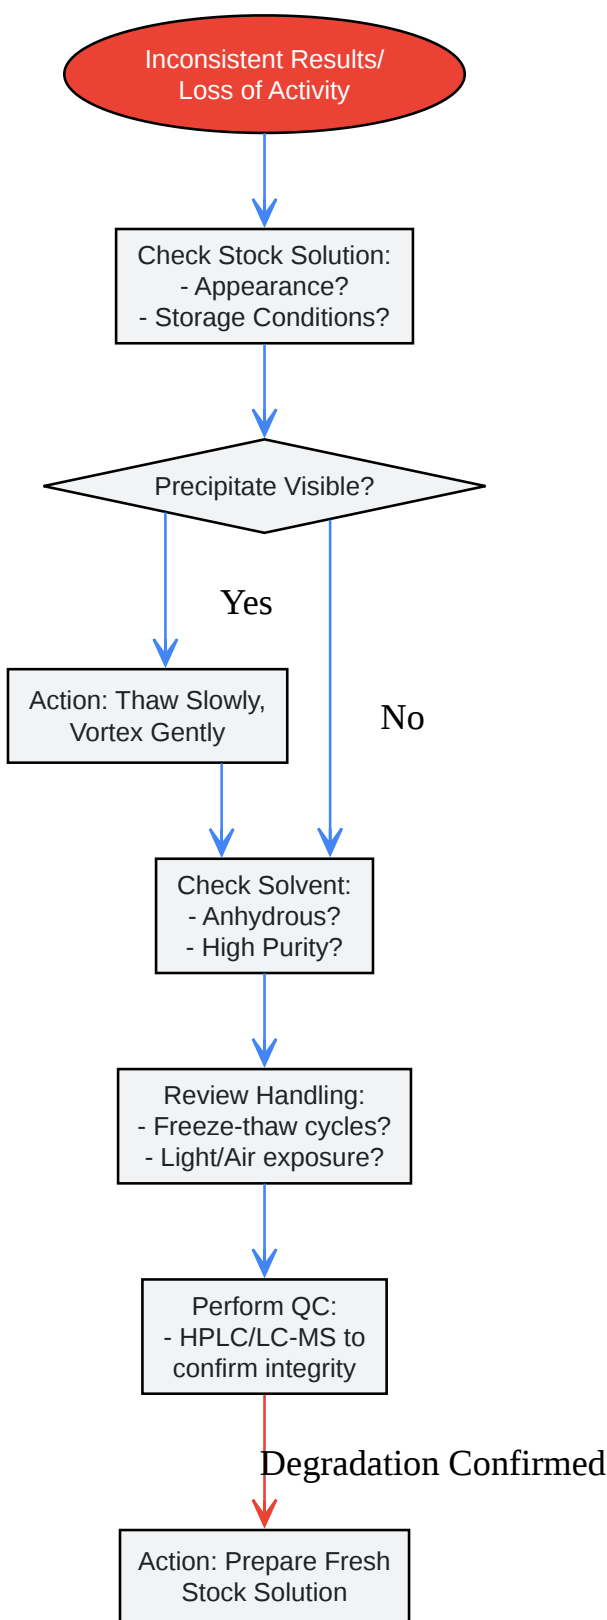 Inconsistent Results/
Loss of Activity
Check Stock Solution:
- Appearance?
- Storage Conditions?
Precipitate Visible?
Yes
Action: Thaw Slowly,
Vortex Gently
No
Check Solvent:
- Anhydrous?
- High Purity?
Review Handling:
- Freeze-thaw cycles?
- Light/Air exposure?
Perform QC:
- HPLC/LC-MS to
confirm integrity
Degradation Confirmed
Action: Prepare Fresh
Stock Solution